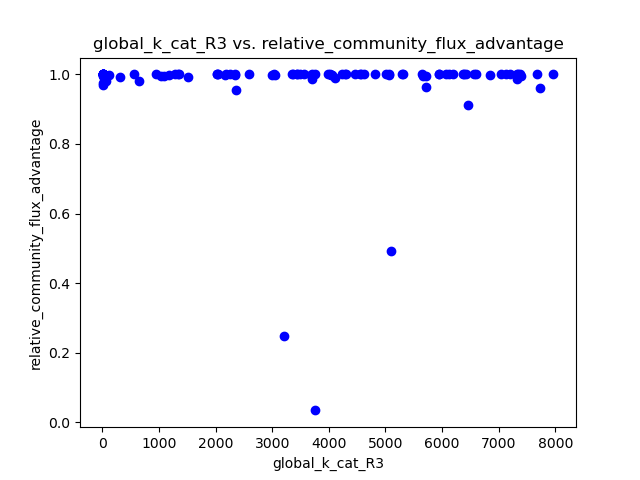 global_k_cat_R3 vs. relative_community_flux_advantage
1.0
0.8
0.6
0.4
0.2
0.0
relative_community_flux_advantage
0 1000 2000 3000 4000 5000 6000 7000 8000
global_k_cat_R3